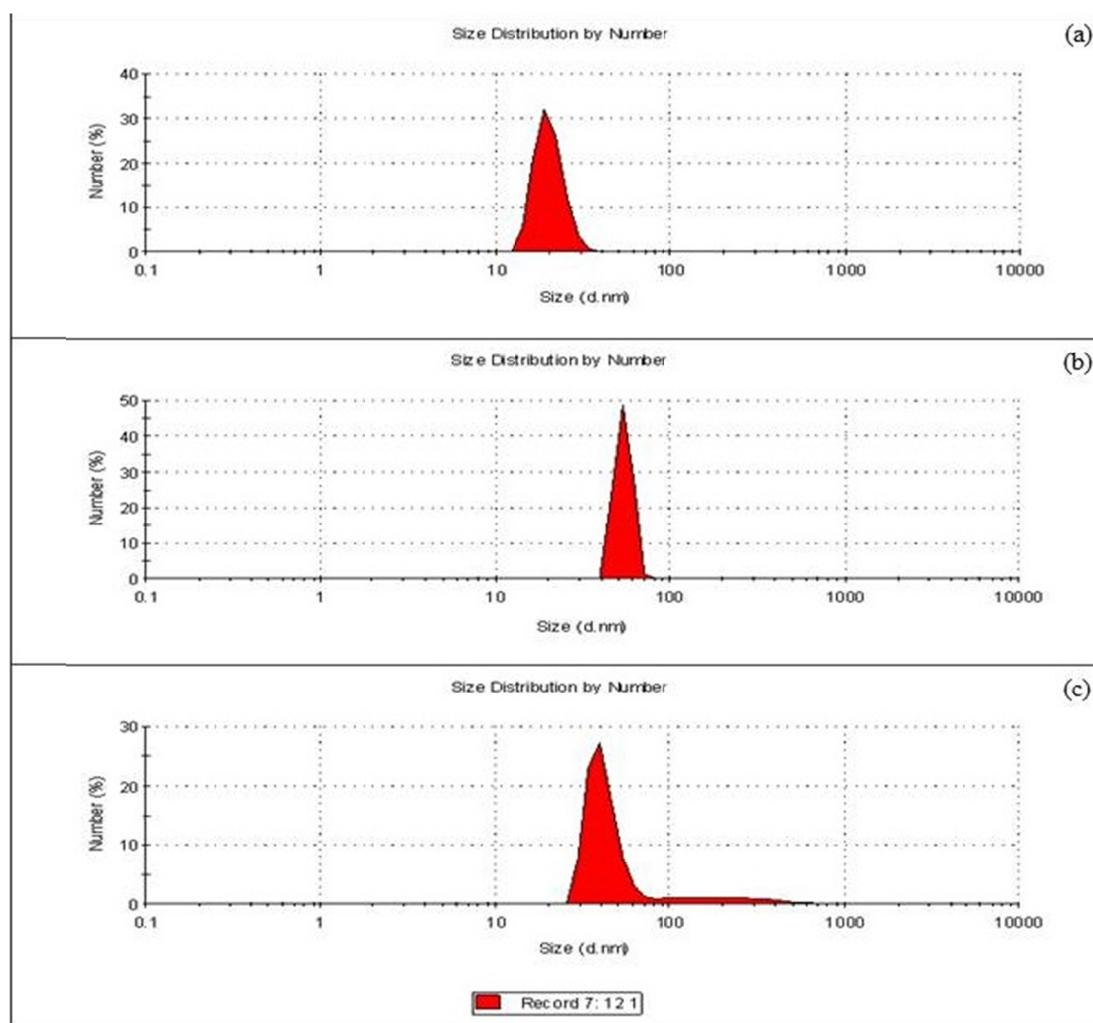 Size Distribution by Number
(a)
40
30
20
10
0
Number (%)
0.1 1 10 100 1000 10000
Size (d.nm)
Size Distribution by Number
(b)
50
40
30
20
10
0
Number (%)
0.1 1 10 100 1000 10000
Size (d.nm)
Size Distribution by Number
(c)
30
20
10
0
Number (%)
0.1 1 10 100 1000 10000
Size (d.nm)
Record 7: 12 1